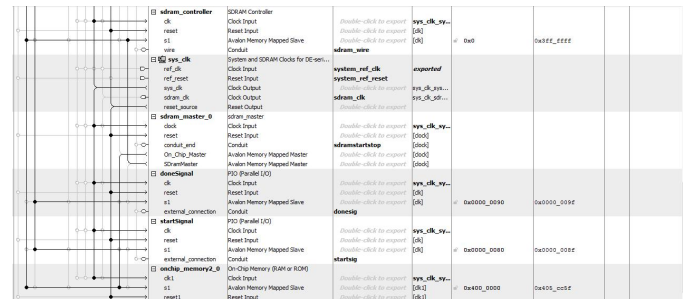 sdram_controller SDRAM Controller
clk Clock Input Double-click to export sys_clk_sy...
reset Reset Input Double-click to export [clk]
s1 Avalon Memory Mapped Slave Double-click to export [clk] 0x0 0x3ff_ffff
wire Conduit sdram_wire
sys_clk System and SDRAM Clocks for DE-seri...
ref_clk Clock Input system_ref_clk exported
ref_reset Reset Input system_ref_reset
sys_clk Clock Output Double-click to export sys_clk_sys...
sdram_clk Clock Output sdram_clk sys_clk_sdr...
reset_source Reset Output Double-click to export
sdram_master_0 sdram_master
clock Clock Input Double-click to export sys_clk_sy...
reset Reset Input Double-click to export [clock]
conduit_end Conduit sdramstartstop [clock]
On_Chip_Master Avalon Memory Mapped Master Double-click to export [clock]
SDramMaster Avalon Memory Mapped Master Double-click to export [clock]
doneSignal PIO (Parallel I/O)
clk Clock Input Double-click to export sys_clk_sy...
reset Reset Input Double-click to export [clk]
s1 Avalon Memory Mapped Slave Double-click to export [clk] 0x0000_0090 0x0000_009f
external_connection Conduit donesig
startSignal PIO (Parallel I/O)
clk Clock Input Double-click to export sys_clk_sy...
reset Reset Input Double-click to export [clk]
s1 Avalon Memory Mapped Slave Double-click to export [clk] 0x0000_0080 0x0000_008f
external_connection Conduit startsig
onchip_memory2_0 On-Chip Memory (RAM or ROM)
clk1 Clock Input Double-click to export sys_clk_sy...
s1 Avalon Memory Mapped Slave Double-click to export [clk1] 0x400_0000 0x405_cc5f
reset1 Reset Input Double-click to export [clk1]